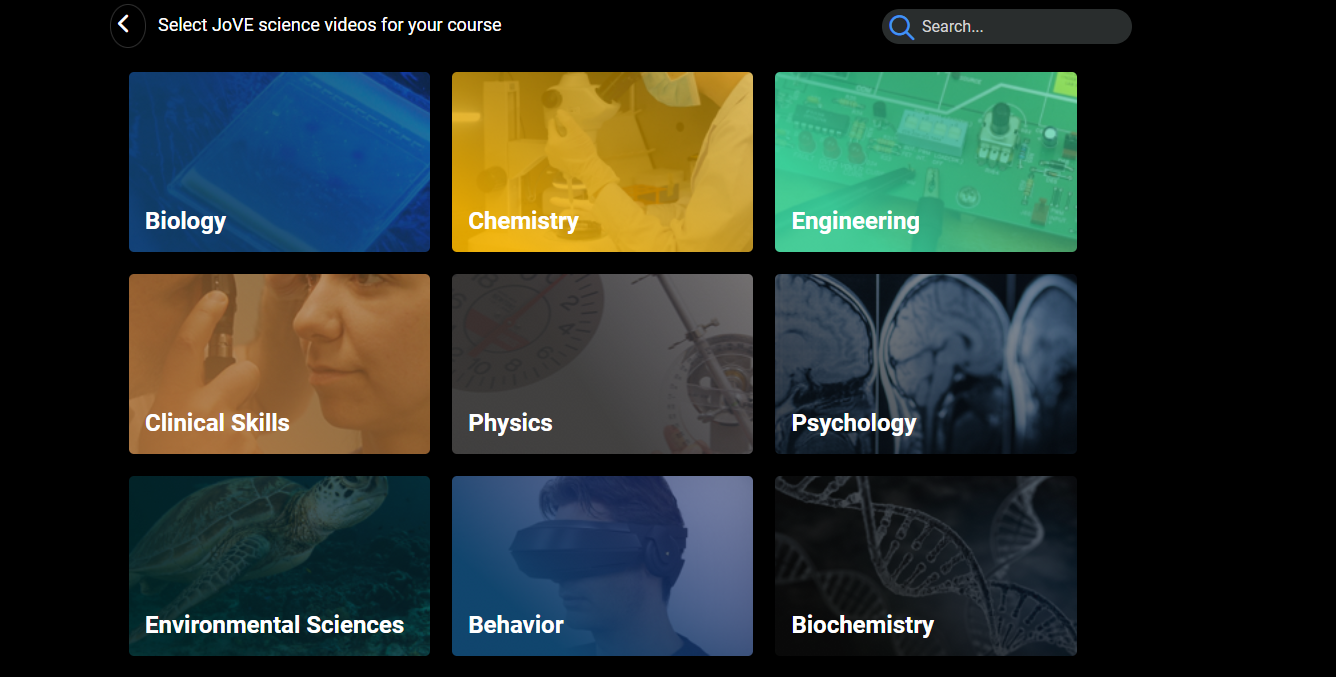 Select JoVE science videos for your course
Search...
Biology
Chemistry
Engineering
Clinical Skills
Physics
Psychology
Environmental Sciences
Behavior
Biochemistry